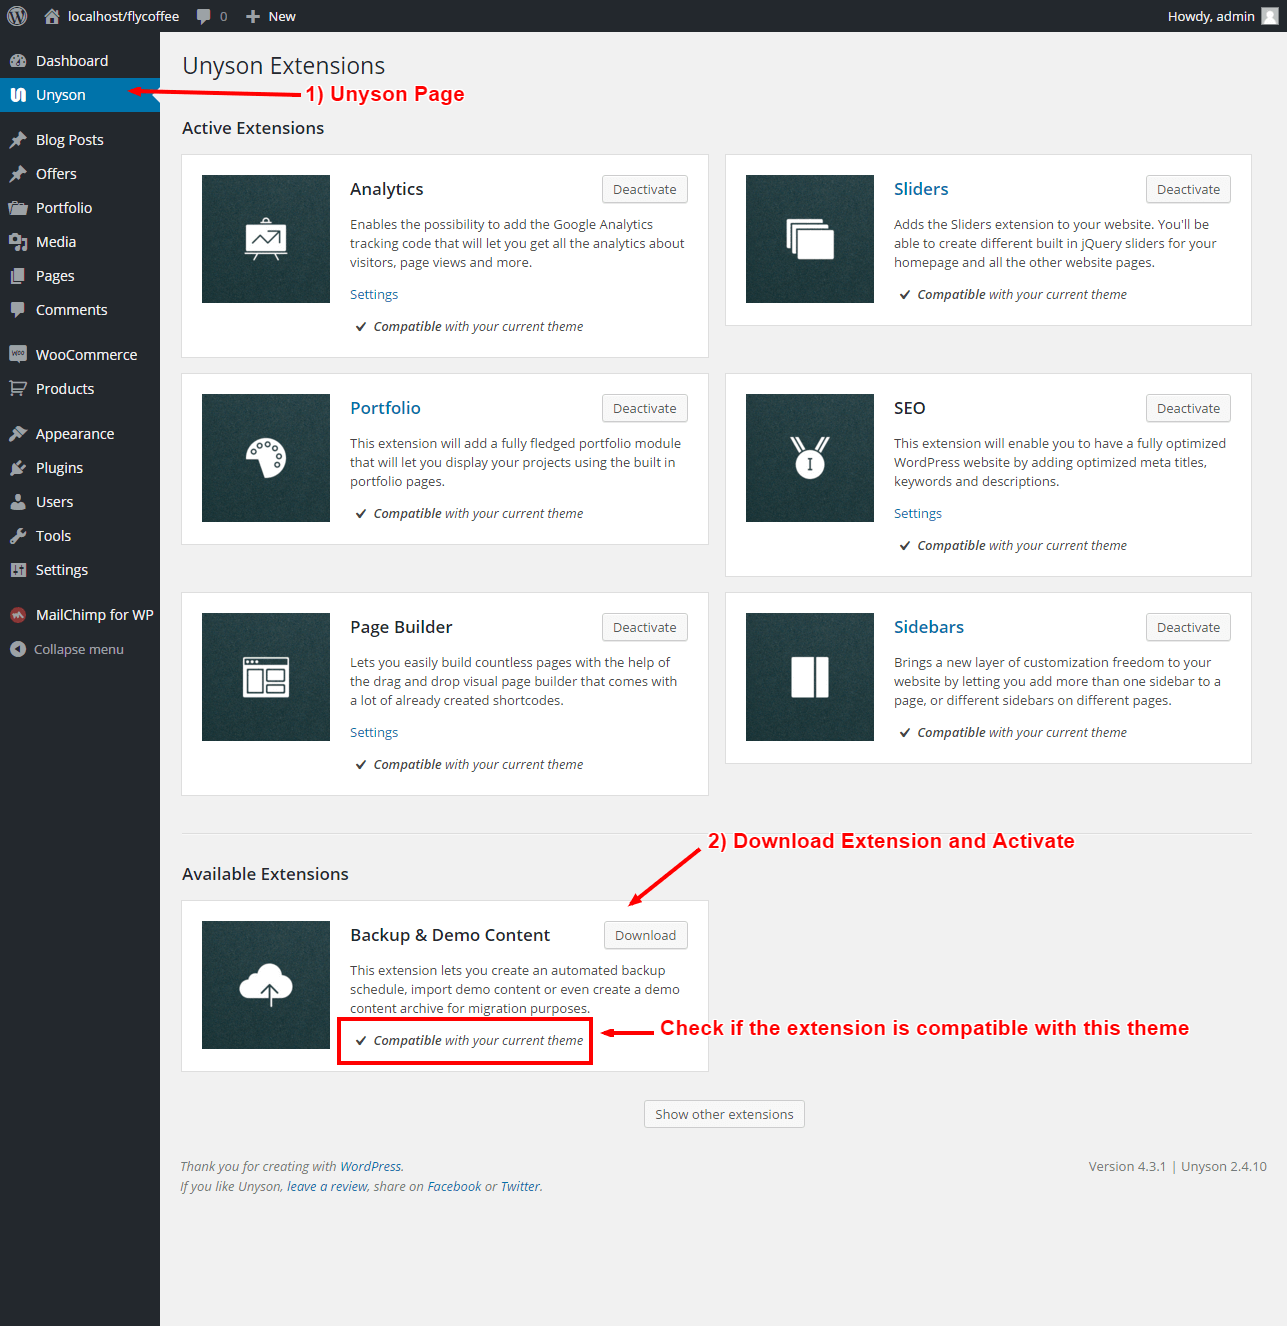 localhost/flycoffee 0 New Howdy, admin
Dashboard
Unyson
Blog Posts
Offers
Portfolio
Media
Pages
Comments
WooCommerce
Products
Appearance
Plugins
Users
Tools
Settings
MailChimp for WP
Collapse menu
Unyson Extensions
1) Unyson Page
Active Extensions
Analytics
Deactivate
Enables the possibility to add the Google Analytics
tracking code that will let you get all the analytics about
visitors, page views and more.
Settings
Compatible with your current theme
Sliders
Deactivate
Adds the Sliders extension to your website. You'll be
able to create different built in jQuery sliders for your
homepage and all the other website pages.
Compatible with your current theme
Portfolio
Deactivate
This extension will add a fully fledged portfolio module
that will let you display your projects using the built in
portfolio pages.
Compatible with your current theme
SEO
Deactivate
This extension will enable you to have a fully optimized
WordPress website by adding optimized meta titles,
keywords and descriptions.
Settings
Compatible with your current theme
Page Builder
Deactivate
Lets you easily build countless pages with the help of
the drag and drop visual page builder that comes with
a lot of already created shortcodes.
Settings
Compatible with your current theme
Sidebars
Deactivate
Brings a new layer of customization freedom to your
website by letting you add more than one sidebar to a
page, or different sidebars on different pages.
Compatible with your current theme
2) Download Extension and Activate
Available Extensions
Backup & Demo Content
Download
This extension lets you create an automated backup
schedule, import demo content or even create a demo
content archive for migration purposes.
Compatible with your current theme
Check if the extension is compatible with this theme
Show other extensions
Thank you for creating with WordPress.
If you like Unyson, leave a review, share on Facebook or Twitter.
Version 4.3.1 | Unyson 2.4.10